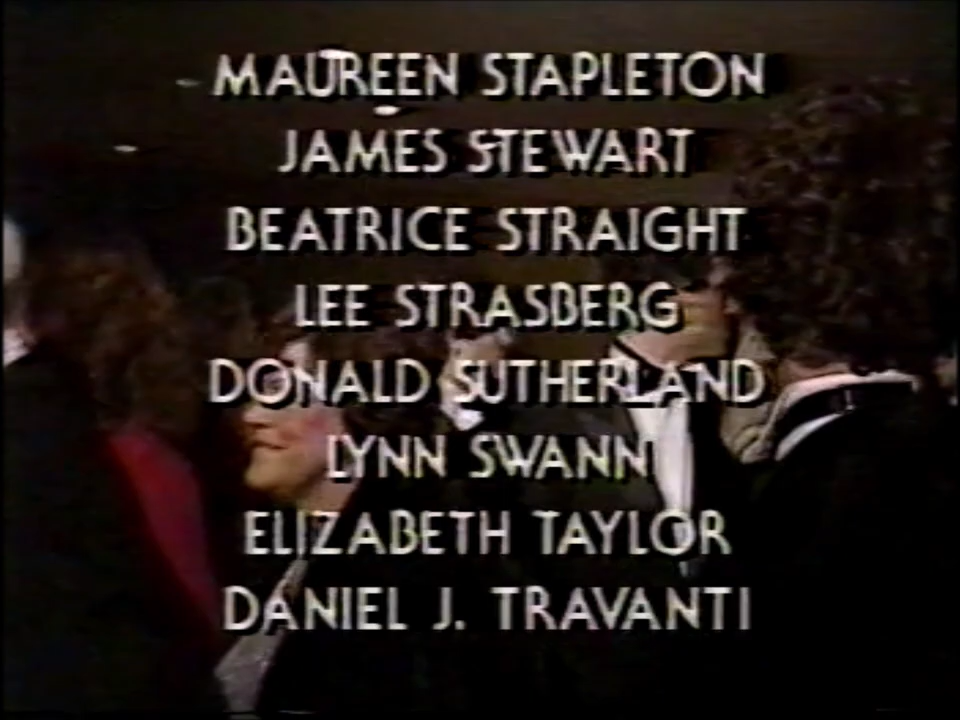 MAUREEN STAPLETON
JAMES STEWART
BEATRICE STRAIGHT
LEE STRASBERG
DONALD SUTHERLAND
LYNN SWANN
ELIZABETH TAYLOR
DANIEL J. TRAVANTI